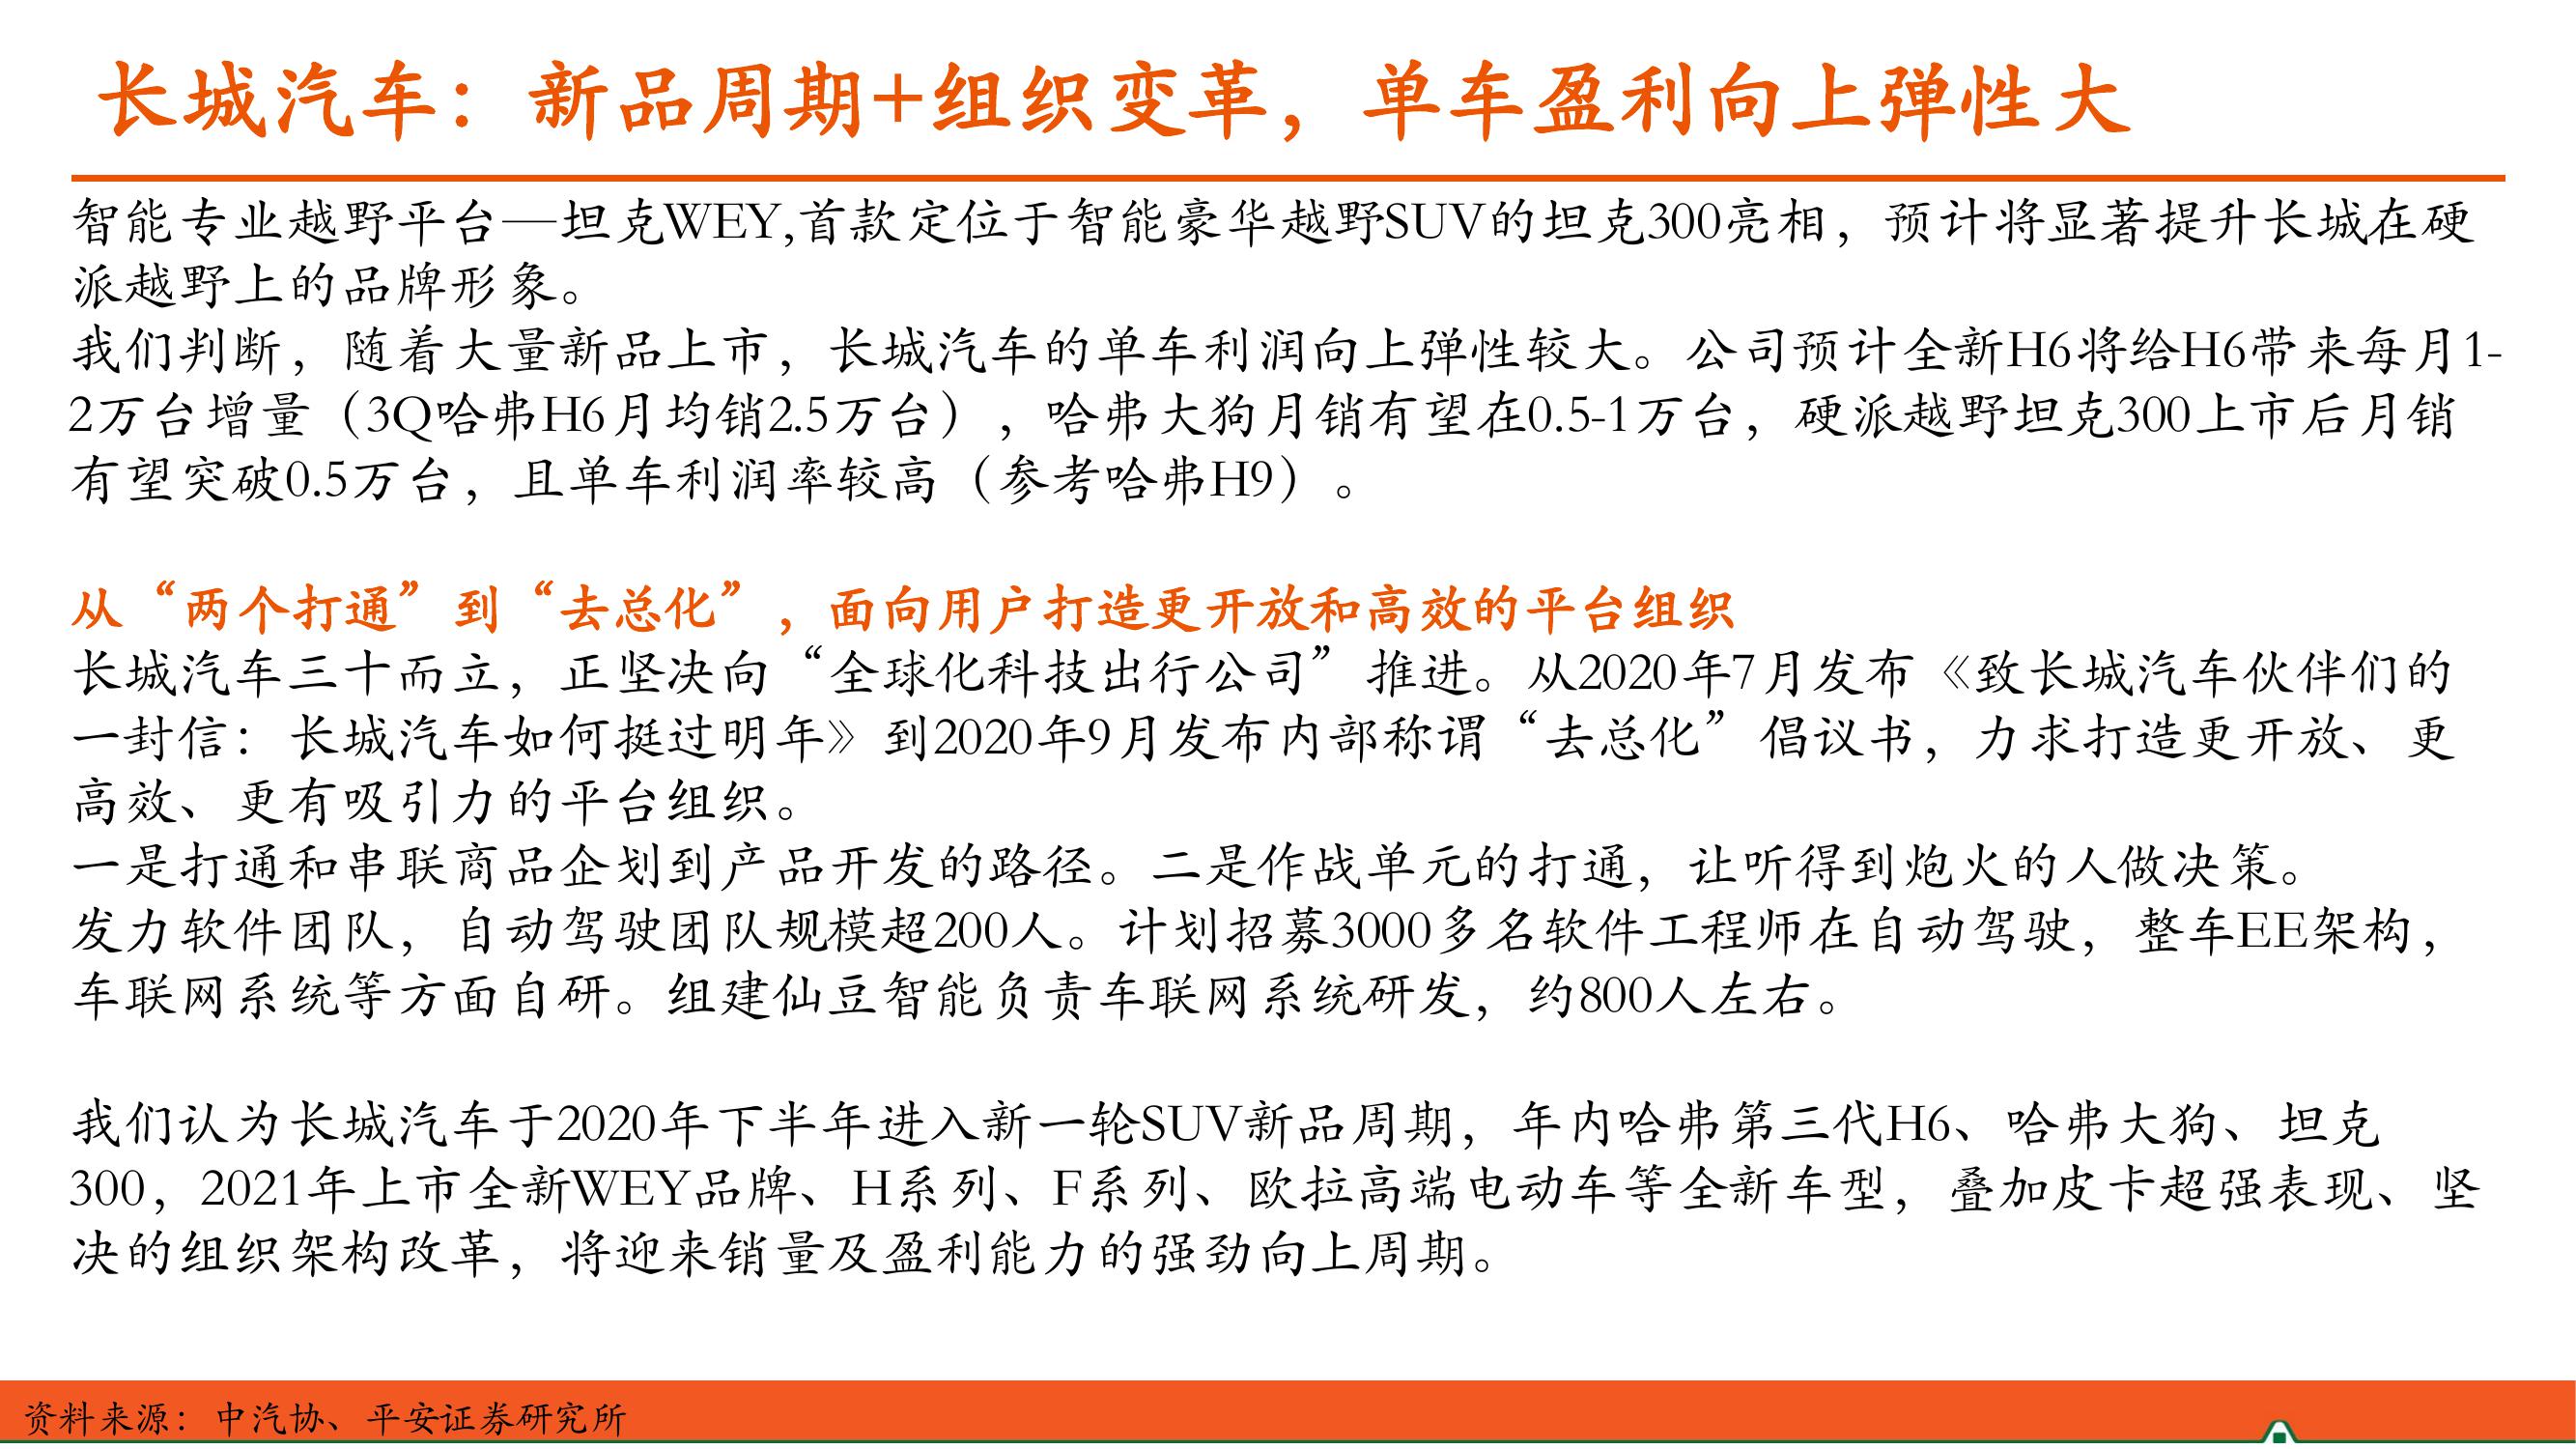 长城汽车：新品周期+组织变革，单车盈利向上弹性大
智能专业越野平台—坦克WEY,首款定位于智能豪华越野SUV的坦克300亮相，预计将显著提升长城在硬
派越野上的品牌形象。
我们判断，随着大量新品上市，长城汽车的单车利润向上弹性较大。公司预计全新H6将给H6带来每月1-
2万台增量（3Q哈弗H6月均销2.5万台），哈弗大狗月销有望在0.5-1万台，硬派越野坦克300上市后月销
有望突破0.5万台，且单车利润率较高（参考哈弗H9）。
从“两个打通”到“去总化”，面向用户打造更开放和高效的平台组织
长城汽车三十而立，正坚决向“全球化科技出行公司”推进。从2020年7月发布《致长城汽车伙伴们的
一封信：长城汽车如何挺过明年》到2020年9月发布内部称谓“去总化”倡议书，力求打造更开放、更
高效、更有吸引力的平台组织。
一是打通和串联商品企划到产品开发的路径。二是作战单元的打通，让听得到炮火的人做决策。
发力软件团队，自动驾驶团队规模超200人。计划招募3000多名软件工程师在自动驾驶，整车EE架构，
车联网系统等方面自研。组建仙豆智能负责车联网系统研发，约800人左右。
我们认为长城汽车于2020年下半年进入新一轮SUV新品周期，年内哈弗第三代H6、哈弗大狗、坦克
300，2021年上市全新WEY品牌、H系列、F系列、欧拉高端电动车等全新车型，叠加皮卡超强表现、坚
决的组织架构改革，将迎来销量及盈利能力的强劲向上周期。
资料来源：中汽协、平安证券研究所